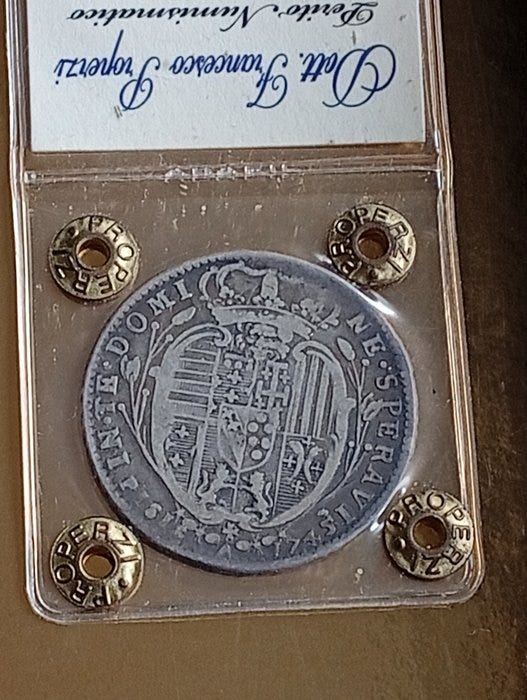 Dott. Francesco Properzi
Perito Numismatico
PROPERZI
PROPERZI
IN·TE·DOMI
NE·SPERAVI
PROPERZI
PROPERZI